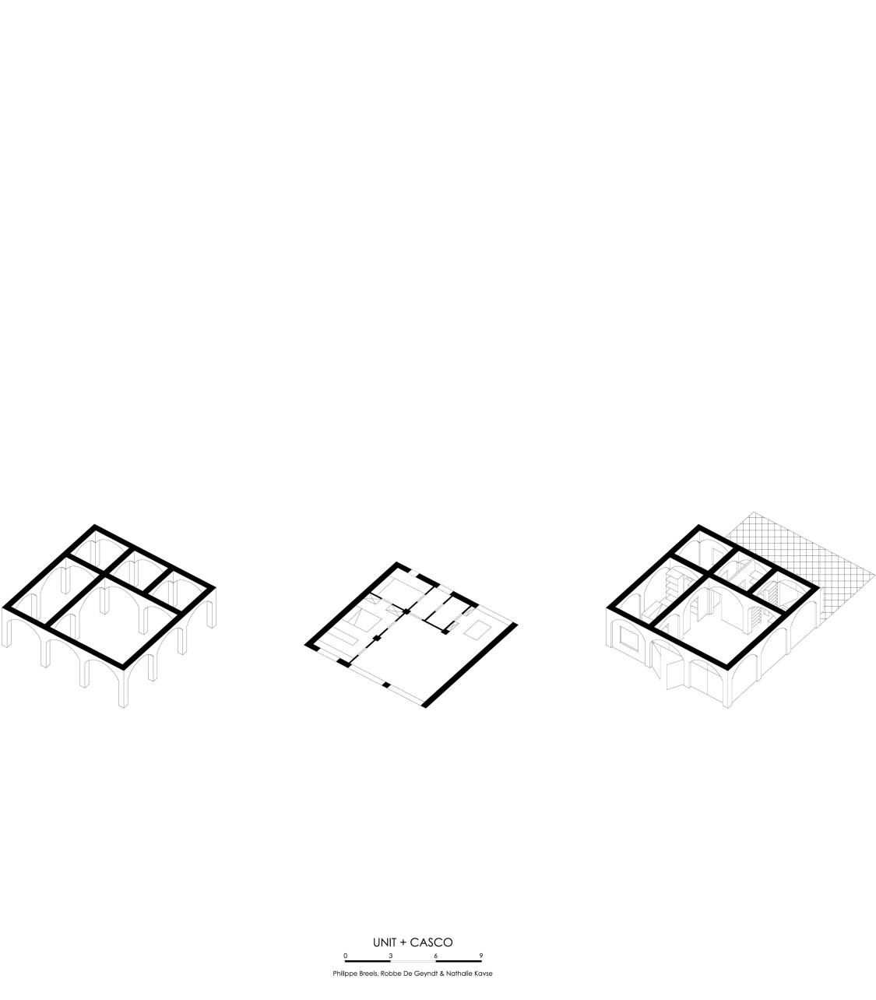 UNIT + CASCO
0 3 6 9
Philippe Breels, Robbe De Geyndt & Nathalie Kavse